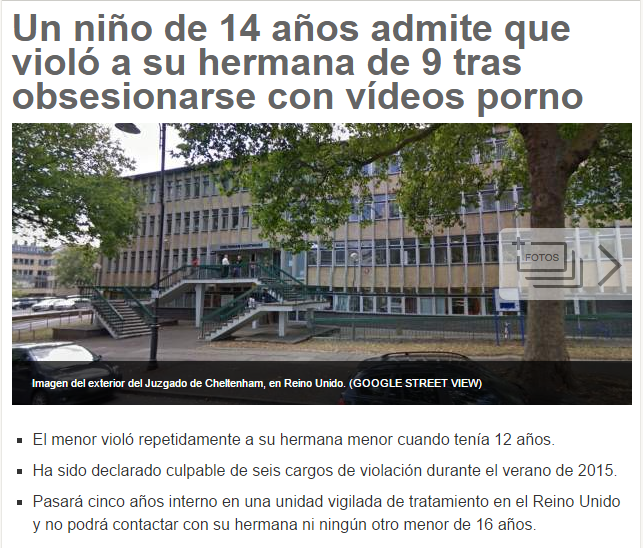 Un niño de 14 años admite que
violó a su hermana de 9 tras
obsesionarse con vídeos porno
FOTOS
Imagen del exterior del Juzgado de Cheltenham, en Reino Unido. (GOOGLE STREET VIEW)
El menor violó repetidamente a su hermana menor cuando tenía 12 años.
Ha sido declarado culpable de seis cargos de violación durante el verano de 2015.
Pasará cinco años interno en una unidad vigilada de tratamiento en el Reino Unido
y no podrá contactar con su hermana ni ningún otro menor de 16 años.